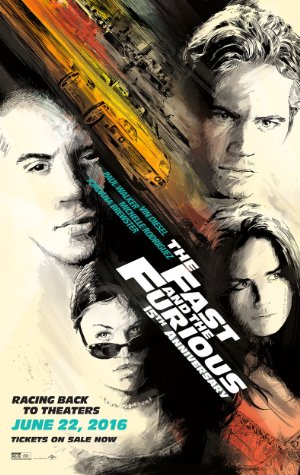 PAUL WALKER VIN DIESEL
MICHELLE RODRIGUEZ
JORDANA BREWSTER
THE
FAST
AND THE
FURIOUS
15TH ANNIVERSARY
RACING BACK
TO THEATERS
JUNE 22, 2016
TICKETS ON SALE NOW